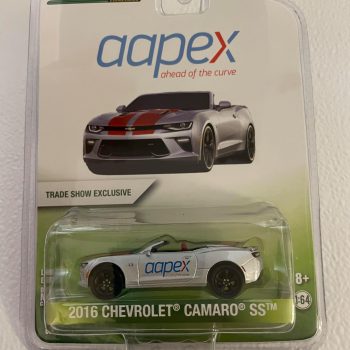 aapex
ahead of the curve
TRADE SHOW EXCLUSIVE
aapex
8+
1:64
2016 CHEVROLET® CAMARO® SS™